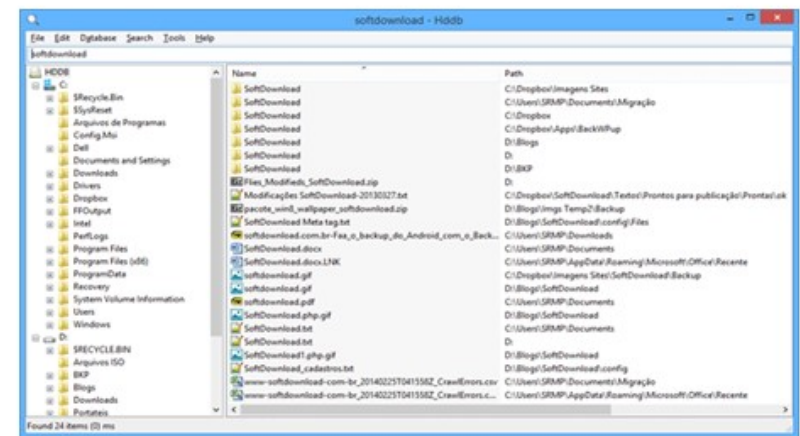 softdownload - Hddb
File Edit Database Search Tools Help
softdownload
HDDB
C:
$Recycle.Bin
$SysReset
Arquivos de Programas
Config.Msi
Dell
Documents and Settings
Downloads
Drivers
Dropbox
FFOutput
Intel
PerfLogs
Program Files
Program Files (x86)
ProgramData
Recovery
System Volume Information
Users
Windows
D:
$RECYCLE.BIN
Arquivos ISO
BKP
Blogs
Downloads
Portateis
Name Path
SoftDownload C:\Dropbox\Imagens Sites
SoftDownload C:\Users\SRMP\Documents\Migração
SoftDownload C:\Dropbox
SoftDownload C:\Dropbox\Apps\BackWPup
SoftDownload D:\Blogs
SoftDownload D:
SoftDownload D:\BKP
Flies_Modifieds_SoftDownload.zip D:
Modificações SoftDownload-20130327.txt C:\Dropbox\SoftDownload\Textos\Prontos para publicação\Prontas\ok
pacota_win8_wallpaper_softdownload.zip D:\Blogs\Imgs Temp2\Backup
SoftDownload Meta tag.txt D:\Blogs\SoftDownload\config\Files
softdownload.com.br-Faa_o_backup_do_Android_com_o_Back... C:\Users\SRMP\Downloads
SoftDownload.docx C:\Users\SRMP\Documents
SoftDownload.docx.LNK C:\Users\SRMP\AppData\Roaming\Microsoft\Office\Recente
softdownload.gif C:\Dropbox\Imagens Sites\SoftDownload\Backup
softdownload.gif D:\Blogs\SoftDownload
softdownload.pdf C:\Users\SRMP\Documents
SoftDownload.php.gif D:\Blogs\SoftDownload
SoftDownload.txt C:\Users\SRMP\Documents
SoftDownload.txt D:
SoftDownload1.php.gif D:\Blogs\SoftDownload
SoftDownload_cadastros.txt D:\Blogs\SoftDownload\config
www-softdownload-com-br_20140225T041558Z_CrawlErrors.csv C:\Users\SRMP\Documents\Migração
www-softdownload-com-br_20140225T041558Z_CrawlErrors.c... C:\Users\SRMP\AppData\Roaming\Microsoft\Office\Recente
Found 24 items (0) ms